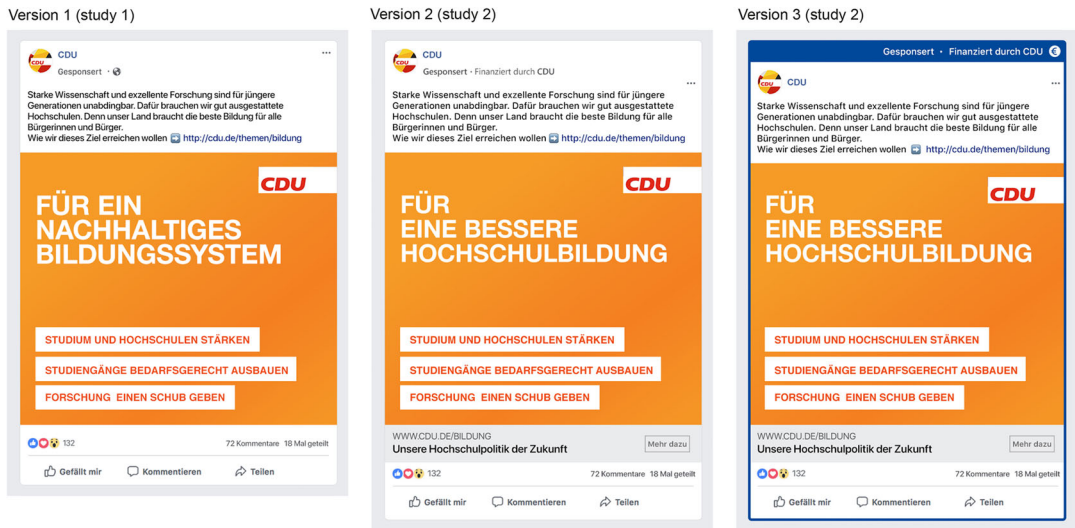 Version 1 (study 1)
CDU
Gesponsert ·
Starke Wissenschaft und exzellente Forschung sind für jüngere
Generationen unabdingbar. Dafür brauchen wir gut ausgestattete
Hochschulen. Denn unser Land braucht die beste Bildung für alle
Bürgerinnen und Bürger.
Wie wir dieses Ziel erreichen wollen ➡ http://cdu.de/themen/bildung
CDU
FÜR EIN
NACHHALTIGES
BILDUNGSSYSTEM
STUDIUM UND HOCHSCHULEN STÄRKEN
STUDIENGÄNGE BEDARFSGERECHT AUSBAUEN
FORSCHUNG EINEN SCHUB GEBEN
132 72 Kommentare 18 Mal geteilt
Gefällt mir Kommentieren Teilen
Version 2 (study 2)
CDU
Gesponsert · Finanziert durch CDU
Starke Wissenschaft und exzellente Forschung sind für jüngere
Generationen unabdingbar. Dafür brauchen wir gut ausgestattete
Hochschulen. Denn unser Land braucht die beste Bildung für alle
Bürgerinnen und Bürger.
Wie wir dieses Ziel erreichen wollen ➡ http://cdu.de/themen/bildung
CDU
FÜR
EINE BESSERE
HOCHSCHULBILDUNG
STUDIUM UND HOCHSCHULEN STÄRKEN
STUDIENGÄNGE BEDARFSGERECHT AUSBAUEN
FORSCHUNG EINEN SCHUB GEBEN
WWW.CDU.DE/BILDUNG
Unsere Hochschulpolitik der Zukunft Mehr dazu
132 72 Kommentare 18 Mal geteilt
Gefällt mir Kommentieren Teilen
Version 3 (study 2)
Gesponsert · Finanziert durch CDU €
CDU
Starke Wissenschaft und exzellente Forschung sind für jüngere
Generationen unabdingbar. Dafür brauchen wir gut ausgestattete
Hochschulen. Denn unser Land braucht die beste Bildung für alle
Bürgerinnen und Bürger.
Wie wir dieses Ziel erreichen wollen ➡ http://cdu.de/themen/bildung
CDU
FÜR
EINE BESSERE
HOCHSCHULBILDUNG
STUDIUM UND HOCHSCHULEN STÄRKEN
STUDIENGÄNGE BEDARFSGERECHT AUSBAUEN
FORSCHUNG EINEN SCHUB GEBEN
WWW.CDU.DE/BILDUNG
Unsere Hochschulpolitik der Zukunft Mehr dazu
132 72 Kommentare 18 Mal geteilt
Gefällt mir Kommentieren Teilen